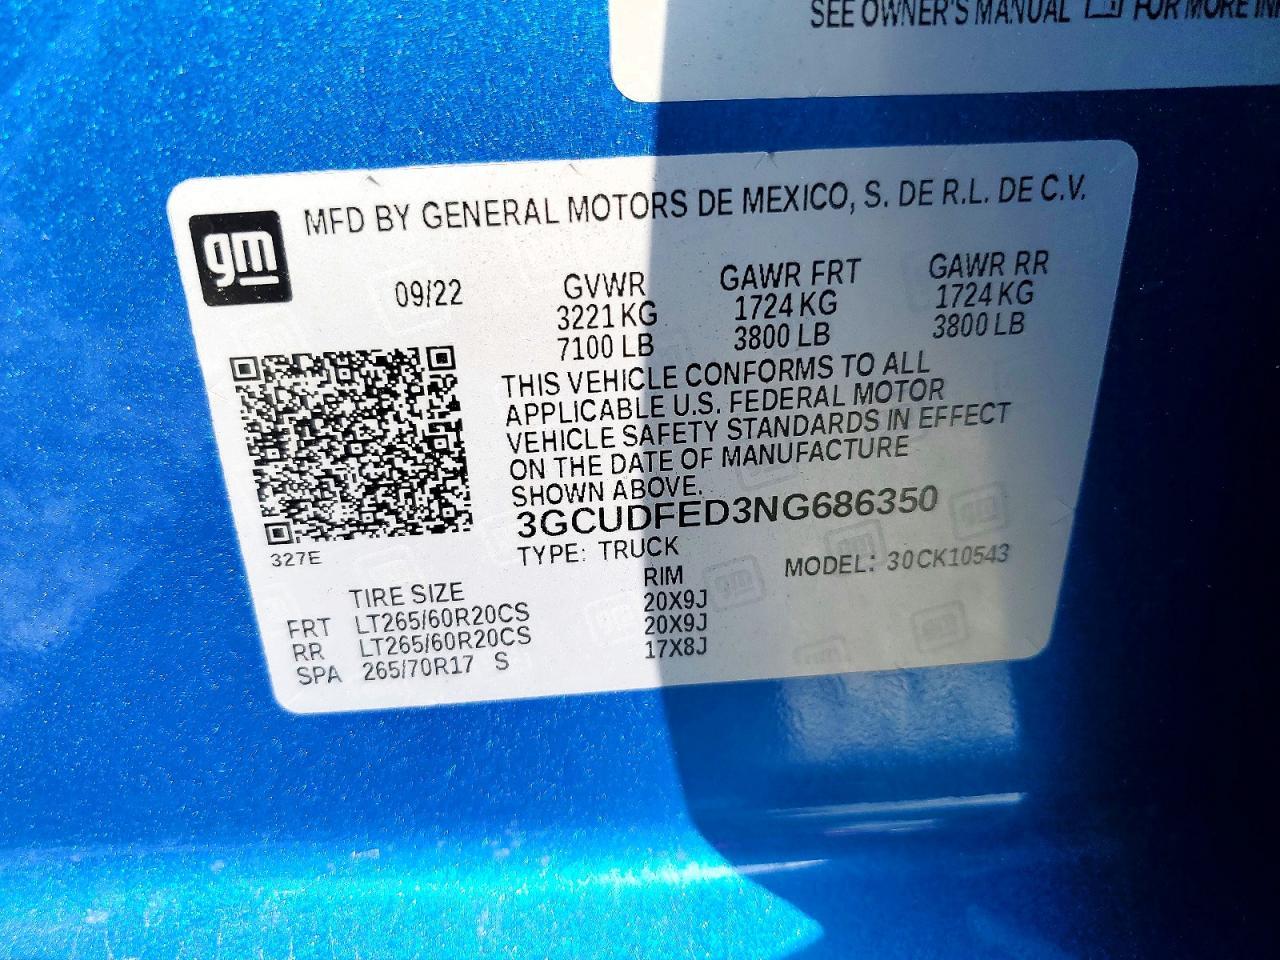 SEE OWNER'S MANUAL FOR MORE
gm
MFD BY GENERAL MOTORS DE MEXICO, S. DE R.L. DE C.V.
09/22 GVWR GAWR FRT GAWR RR
3221 KG 1724 KG 1724 KG
7100 LB 3800 LB 3800 LB
THIS VEHICLE CONFORMS TO ALL
APPLICABLE U.S. FEDERAL MOTOR
VEHICLE SAFETY STANDARDS IN EFFECT
ON THE DATE OF MANUFACTURE
SHOWN ABOVE.
3GCUDFED3NG686350
327E TYPE: TRUCK MODEL: 30CK10543
TIRE SIZE RIM
FRT LT265/60R20CS 20X9J
RR LT265/60R20CS 20X9J
SPA 265/70R17 S 17X8J